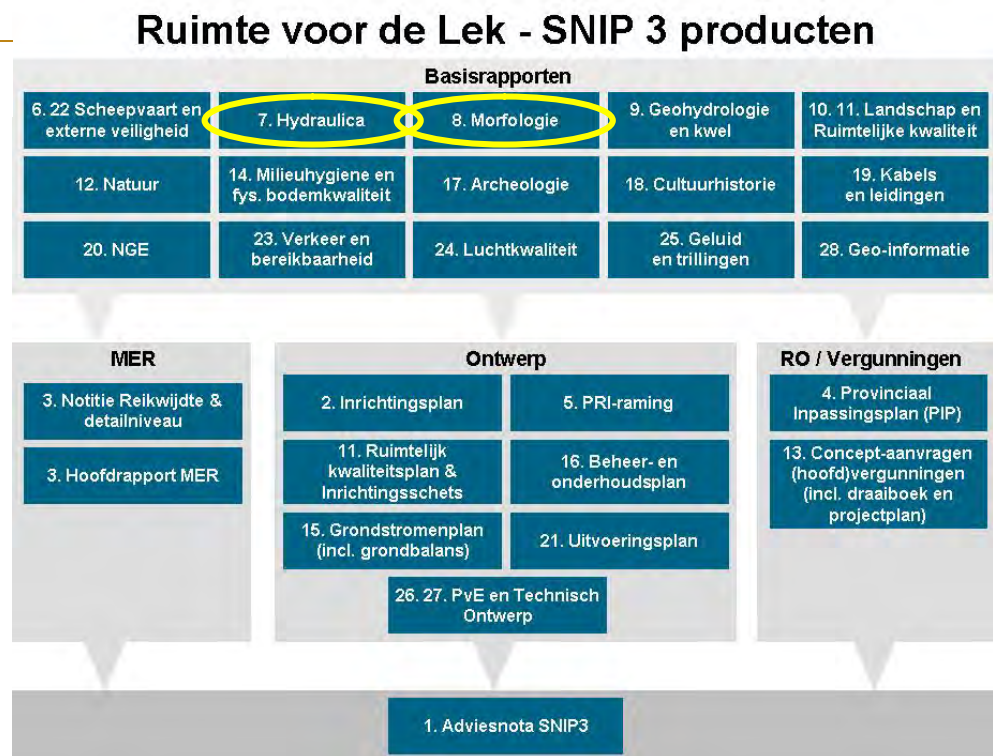 Ruimte voor de Lek - SNIP 3 producten
Basisrapporten
6. 22 Scheepvaart en
externe veiligheid
7. Hydraulica
8. Morfologie
9. Geohydrologie
en kwel
10. 11. Landschap en
Ruimtelijke kwaliteit
12. Natuur
14. Milieuhygiene en
fys. bodemkwaliteit
17. Archeologie
18. Cultuurhistorie
19. Kabels
en leidingen
20. NGE
23. Verkeer en
bereikbaarheid
24. Luchtkwaliteit
25. Geluid
en trillingen
28. Geo-informatie
MER
3. Notitie Reikwijdte &
detailniveau
3. Hoofdrapport MER
Ontwerp
2. Inrichtingsplan
5. PRI-raming
11. Ruimtelijk
kwaliteitsplan &
Inrichtingsschets
16. Beheer- en
onderhoudsplan
15. Grondstromenplan
(incl. grondbalans)
21. Uitvoeringsplan
26. 27. PvE en Technisch
Ontwerp
RO / Vergunningen
4. Provinciaal
Inpassingsplan (PIP)
13. Concept-aanvragen
(hoofd)vergunningen
(incl. draaiboek en
projectplan)
1. Adviesnota SNIP3